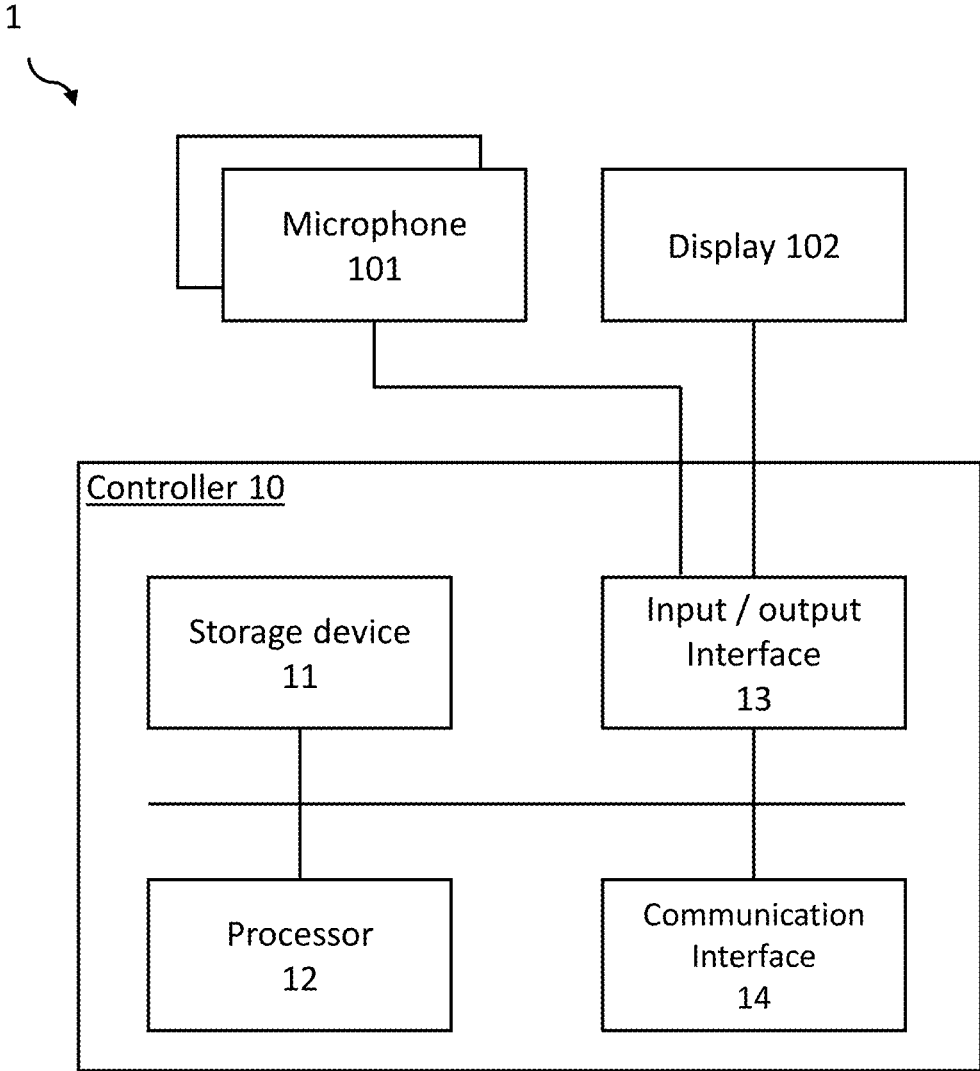 1
Microphone
101
Display 102
Controller 10
Storage device
11
Input / output
Interface
13
Processor
12
Communication
Interface
14